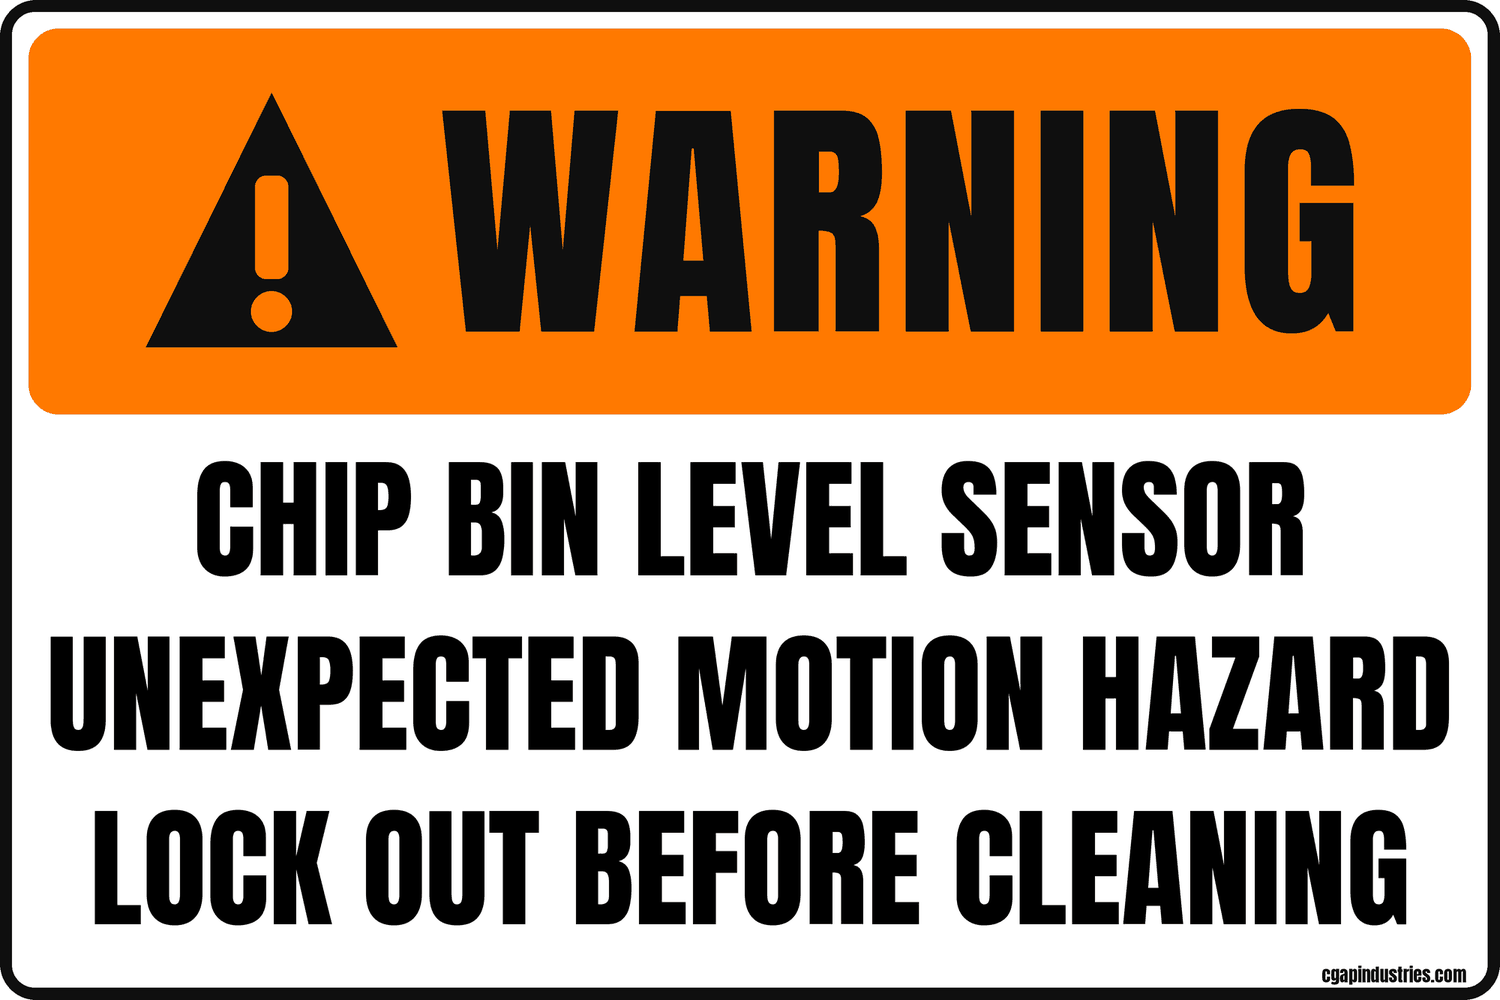 WARNING
CHIP BIN LEVEL SENSOR
UNEXPECTED MOTION HAZARD
LOCK OUT BEFORE CLEANING
cgapindustries.com